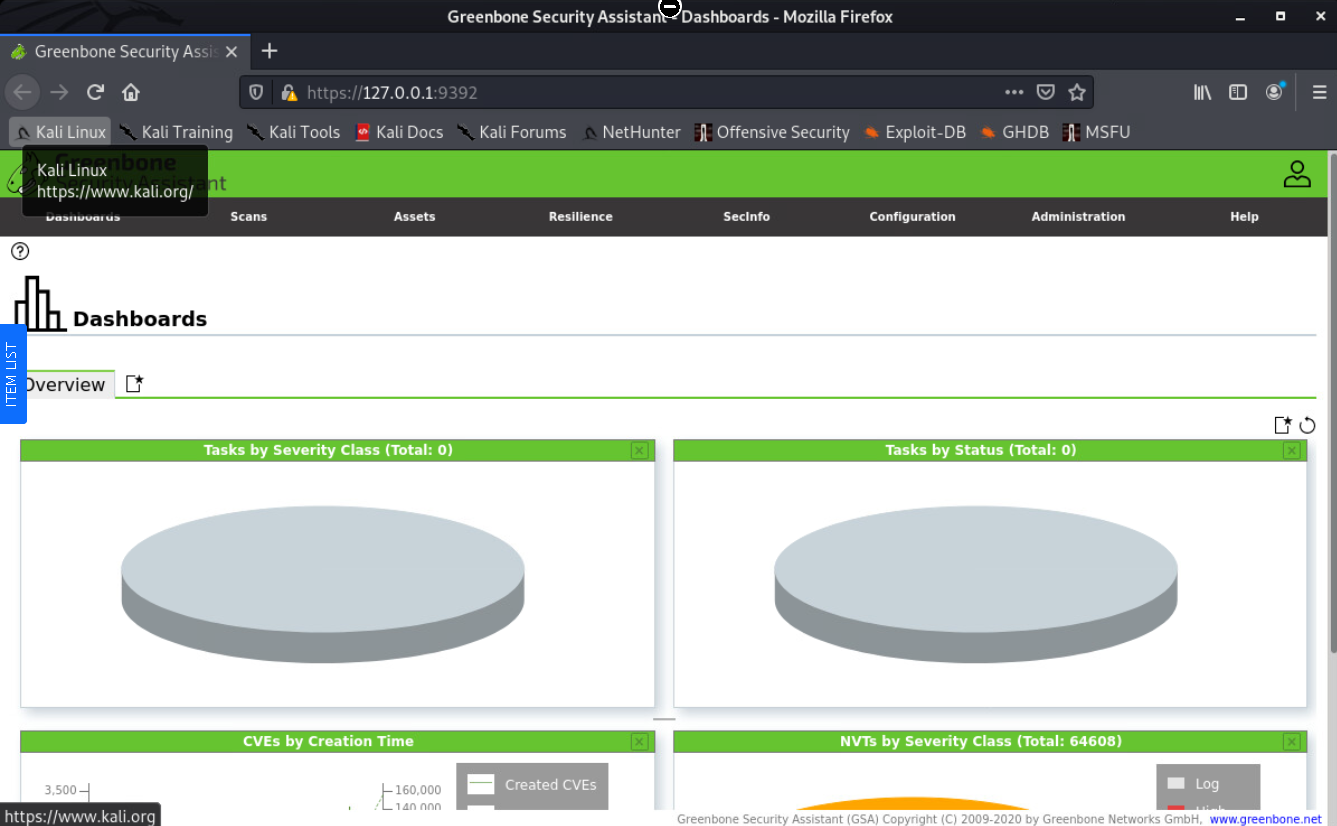 Greenbone Security Assistant - Dashboards - Mozilla Firefox
Greenbone Security Assis
https://127.0.0.1:9392
Kali Linux Kali Training Kali Tools Kali Docs Kali Forums NetHunter Offensive Security Exploit-DB GHDB MSFU
Greenbone
Security Assistant
Kali Linux
https://www.kali.org/
Dashboards Scans Assets Resilience SecInfo Configuration Administration Help
Dashboards
ITEM LIST
Overview
Tasks by Severity Class (Total: 0) Tasks by Status (Total: 0)
CVEs by Creation Time NVTs by Severity Class (Total: 64608)
3,500 160,000 Created CVEs Log
140,000 High
https://www.kali.org
Greenbone Security Assistant (GSA) Copyright (C) 2009-2020 by Greenbone Networks GmbH, www.greenbone.net